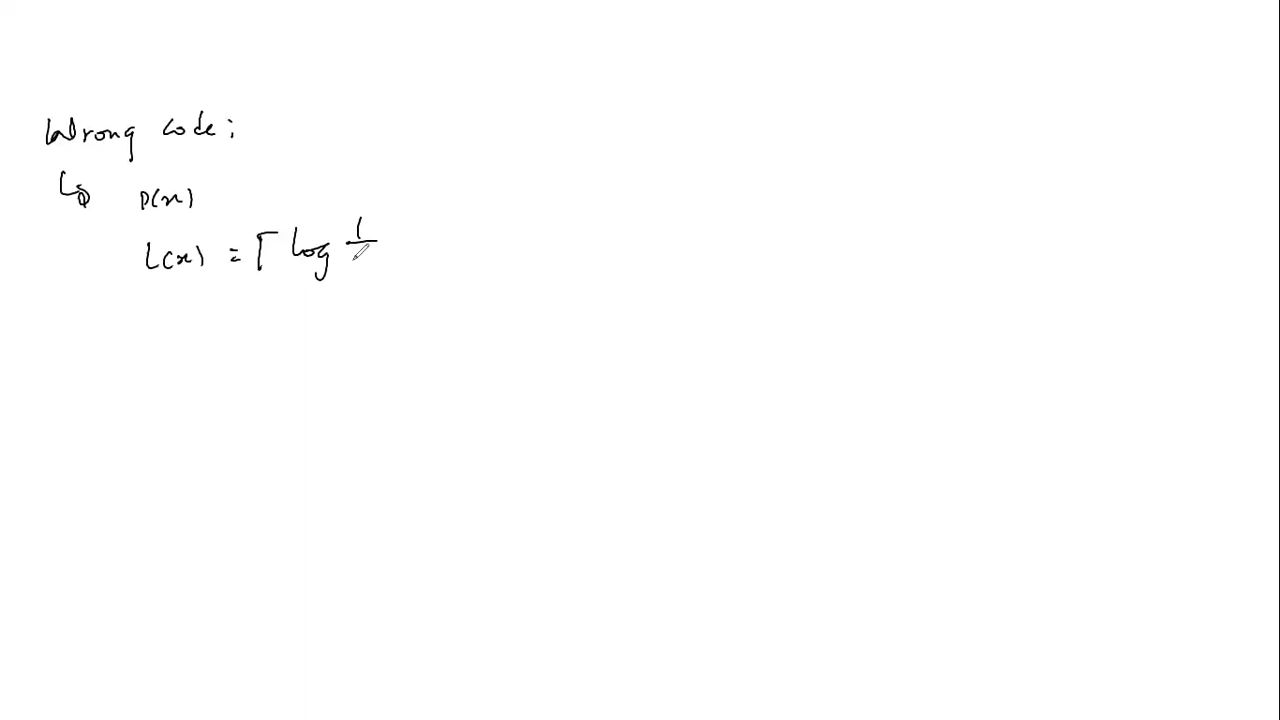 Wrong code:
↳ p(x)
l(x) = ⌈ log 1/